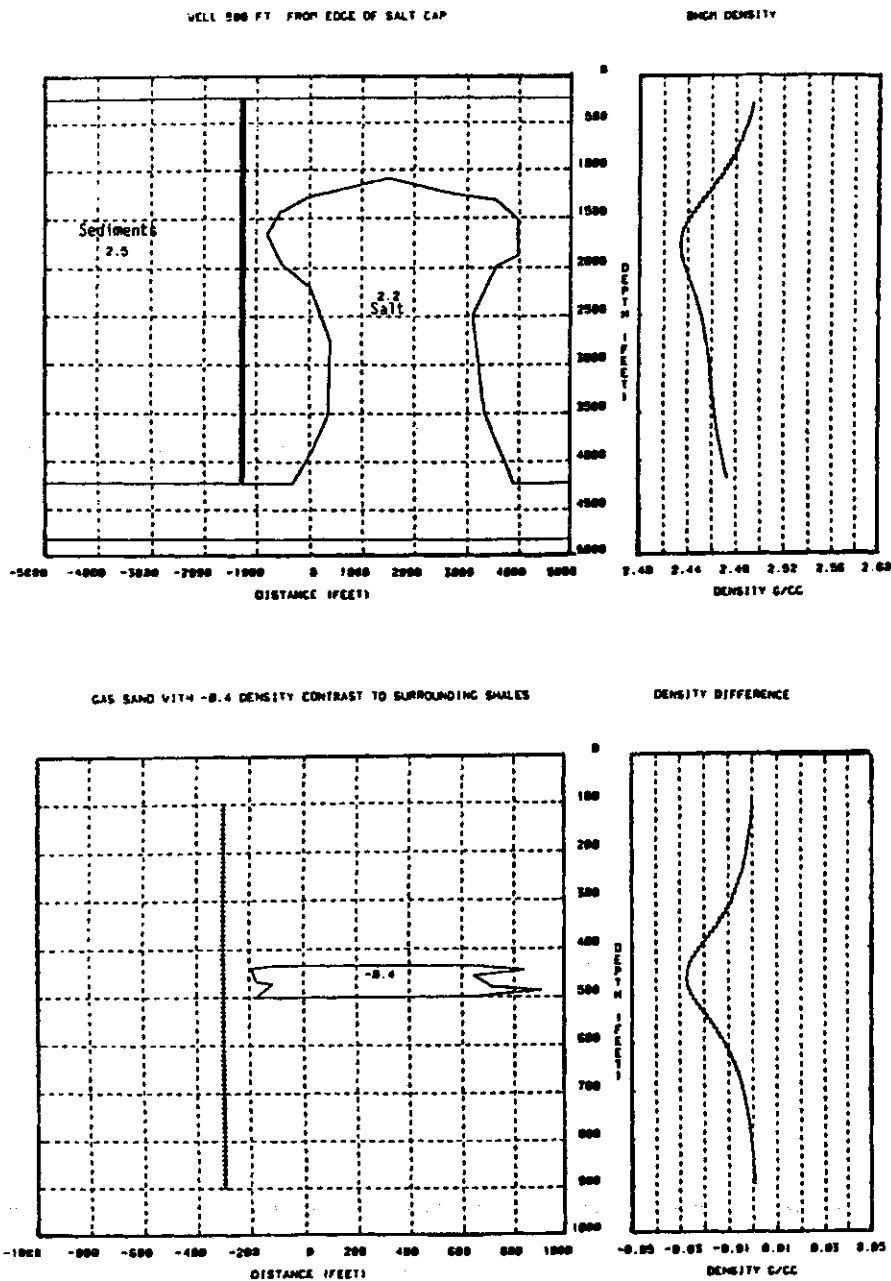 WELL 500 FT FROM EDGE OF SALT CAP
BHGM DENSITY
0
500
1000
1500
2000
2500
3000
3500
4000
4500
5000
Sediments
2.5
2.2
Salt
DEPTH (FEET)
-5000 -4000 -3000 -2000 -1000 0 1000 2000 3000 4000 5000
DISTANCE (FEET)
2.40 2.44 2.48 2.52 2.56 2.60
DENSITY G/CC
GAS SAND WITH -0.4 DENSITY CONTRAST TO SURROUNDING SHALES
DENSITY DIFFERENCE
0
100
200
300
400
500
600
700
800
900
1000
-0.4
DEPTH (FEET)
-1000 -800 -600 -400 -200 0 200 400 600 800 1000
DISTANCE (FEET)
-0.05 -0.03 -0.01 0.01 0.03 0.05
DENSITY G/CC